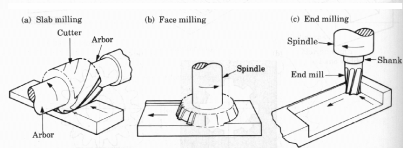 (a) Slab milling
Cutter
Arbor
Arbor
(b) Face milling
Spindle
(c) End milling
Spindle
Shank
End mill